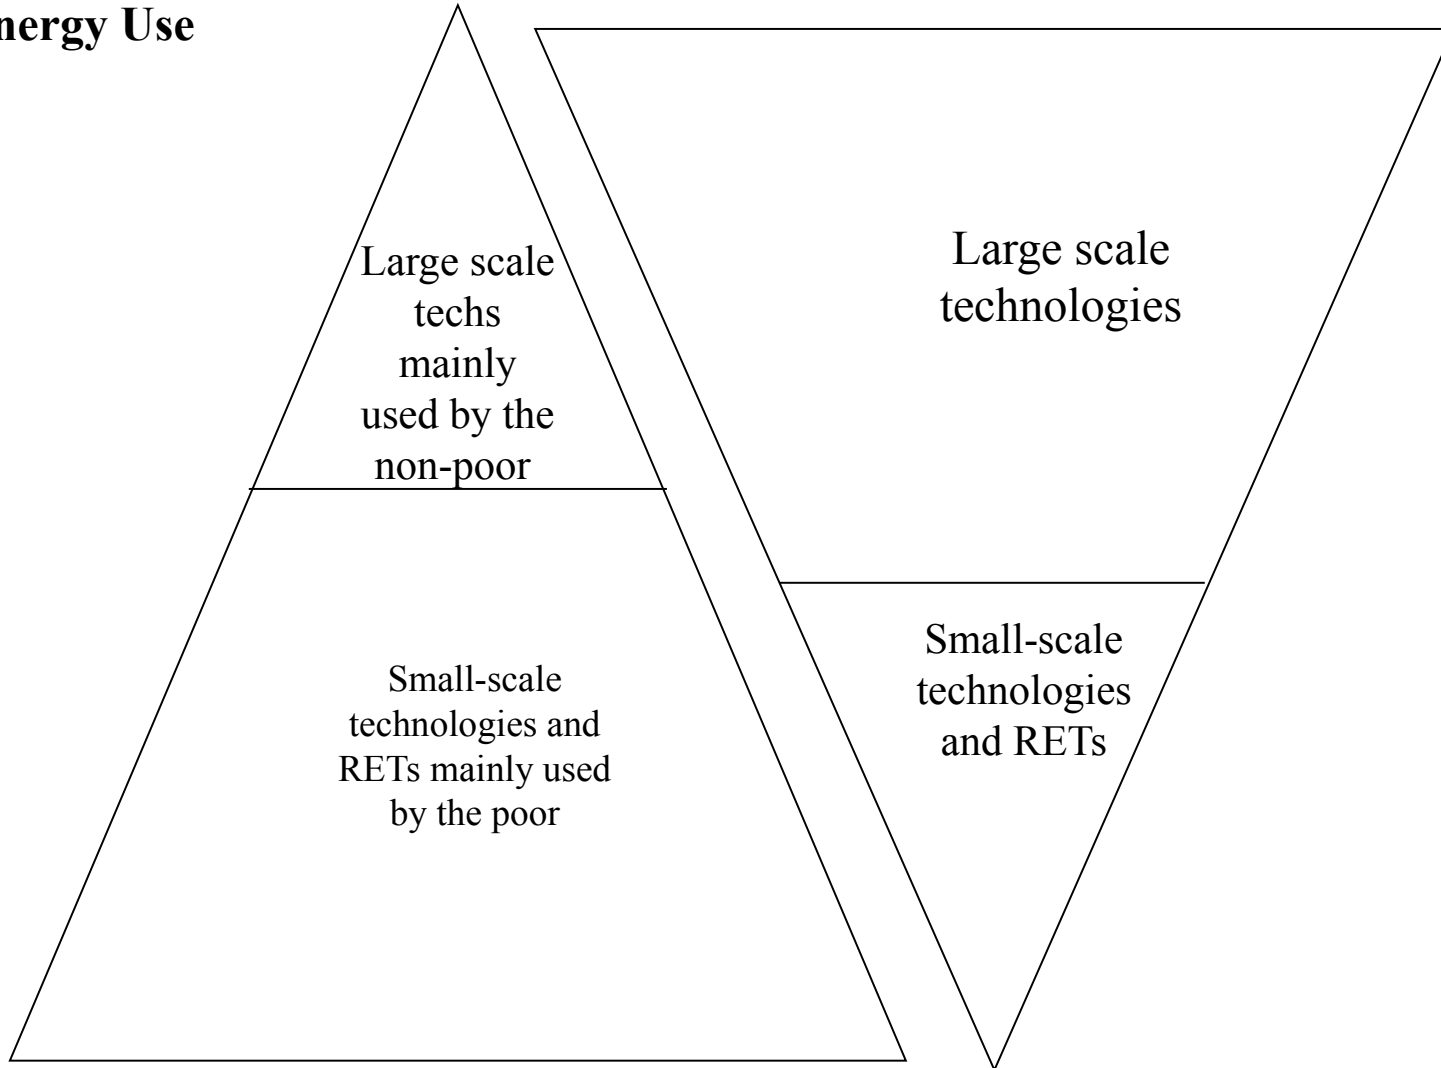 nergy Use
Large scale
techs
mainly
used by the
non-poor
Small-scale
technologies and
RETs mainly used
by the poor
Large scale
technologies
Small-scale
technologies
and RETs